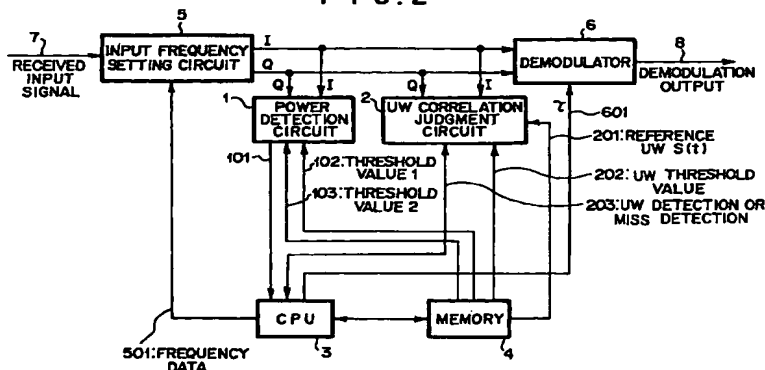 FIG. 2
5
6
7
I
8
RECEIVED
INPUT
SIGNAL
INPUT FREQUENCY
SETTING CIRCUIT
Q
DEMODULATOR
DEMODULATION
OUTPUT
Q
I
Q
I
τ
601
1
POWER
DETECTION
CIRCUIT
2
UW CORRELATION
JUDGMENT
CIRCUIT
201: REFERENCE
UW S(t)
101
102: THRESHOLD
VALUE 1
103: THRESHOLD
VALUE 2
202: UW THRESHOLD
VALUE
203: UW DETECTION OR
MISS DETECTION
CPU
MEMORY
3
4
501: FREQUENCY
DATA